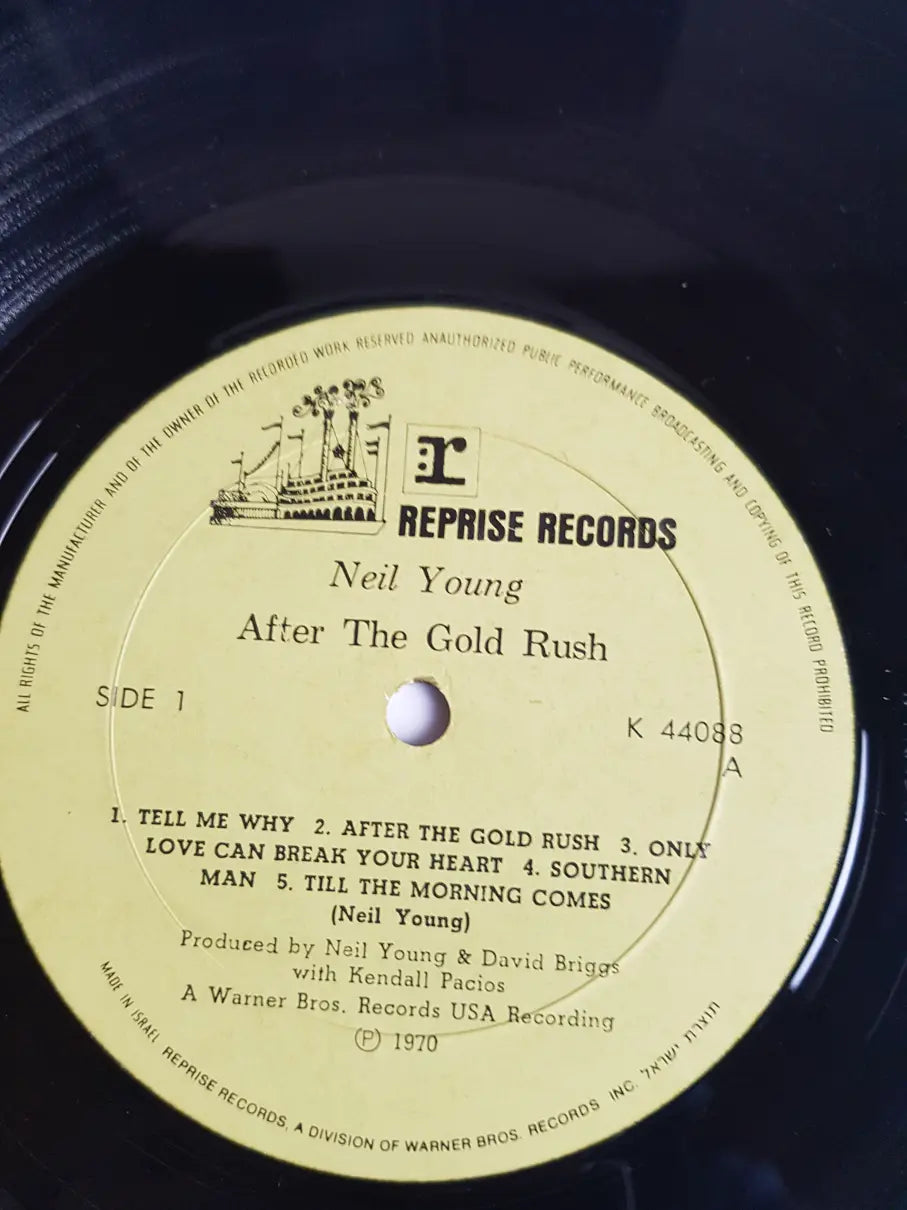 ALL RIGHTS OF THE MANUFACTURER AND OF THE OWNER OF THE RECORDED WORK RESERVED ANAUTHORIZED PUBLIC PERFORMANCE BROADCASTING AND COPYING OF THIS RECORD PROHIBITED
r
REPRISE RECORDS
Neil Young
After The Gold Rush
SIDE 1
K 44088
A
1. TELL ME WHY 2. AFTER THE GOLD RUSH 3. ONLY
LOVE CAN BREAK YOUR HEART 4. SOUTHERN
MAN 5. TILL THE MORNING COMES
(Neil Young)
Produced by Neil Young & David Briggs
with Kendall Pacios
A Warner Bros. Records USA Recording
Ⓟ 1970
MADE IN ISRAEL REPRISE RECORDS, A DIVISION OF WARNER BROS. RECORDS INC. תוצרת ישראל